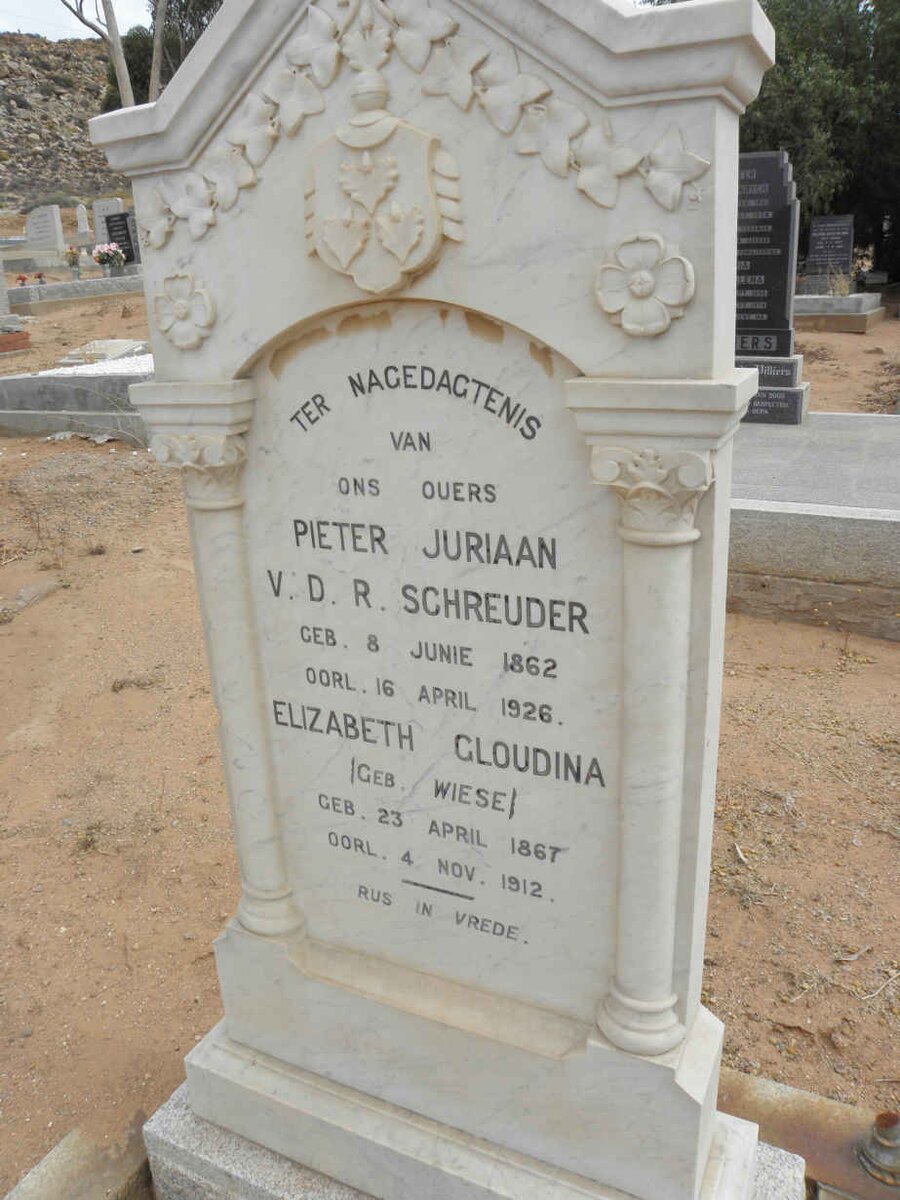 TER NAGEDAGTENIS
VAN
ONS OUERS
PIETER JURIAAN
V. D. R. SCHREUDER
GEB. 8 JUNIE 1862
OORL. 16 APRIL 1926.
ELIZABETH GLOUDINA
/GEB. WIESE/
GEB. 23 APRIL 1867
OORL. 4 NOV. 1912.
RUS IN VREDE.